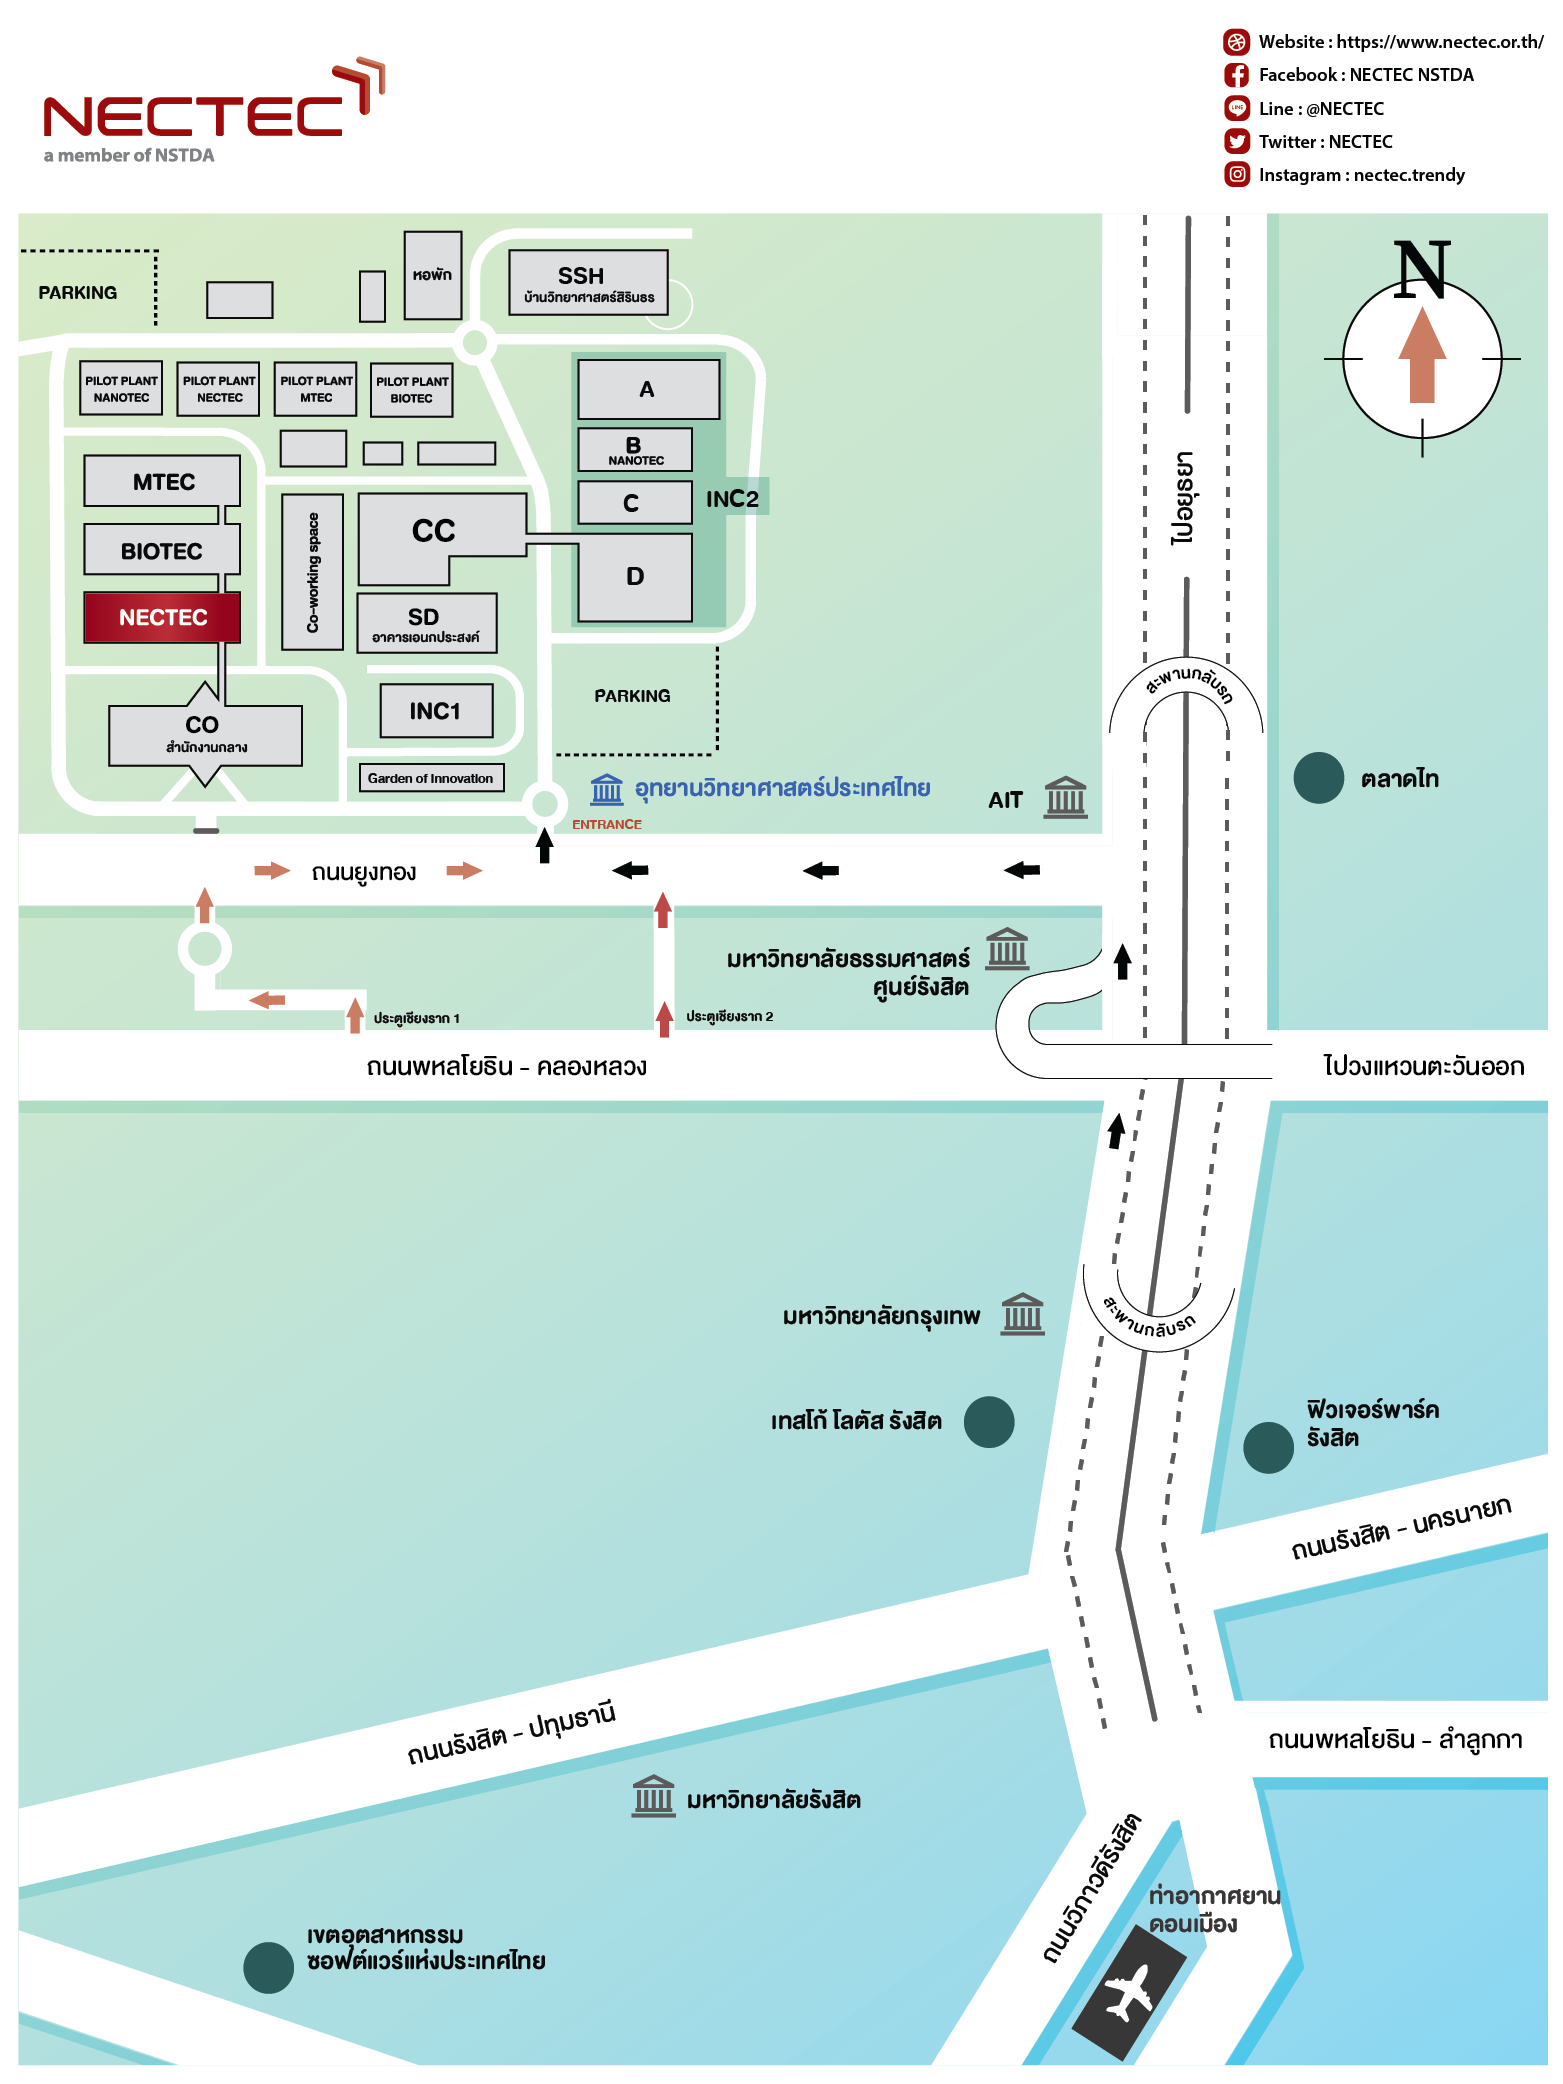 NECTEC
a member of NSTDA
Website : https://www.nectec.or.th/
Facebook : NECTEC NSTDA
Line : @NECTEC
Twitter : NECTEC
Instagram : nectec.trendy
N
PARKING
หอพัก
SSH
บ้านวิทยาศาสตร์สิรินธร
PILOT PLANT
NANOTEC
PILOT PLANT
NECTEC
PILOT PLANT
MTEC
PILOT PLANT
BIOTEC
A
B
NANOTEC
C
INC2
D
MTEC
BIOTEC
NECTEC
Co-working space
CC
SD
อาคารเอนกประสงค์
INC1
PARKING
CO
สำนักงานกลาง
Garden of Innovation
อุทยานวิทยาศาสตร์ประเทศไทย
ENTRANCE
AIT
ไปอยุธยา
สะพานกลับรถ
ตลาดไท
ถนนยูงทอง
มหาวิทยาลัยธรรมศาสตร์
ศูนย์รังสิต
ประตูเชียงราก 1
ประตูเชียงราก 2
ถนนพหลโยธิน - คลองหลวง
ไปวงแหวนตะวันออก
มหาวิทยาลัยกรุงเทพ
สะพานกลับรถ
เทสโก้ โลตัส รังสิต
ฟิวเจอร์พาร์ค
รังสิต
ถนนรังสิต - นครนายก
ถนนรังสิต - ปทุมธานี
ถนนพหลโยธิน - ลำลูกกา
มหาวิทยาลัยรังสิต
ถนนวิภาวดีรังสิต
ท่าอากาศยาน
ดอนเมือง
เขตอุตสาหกรรม
ซอฟต์แวร์แห่งประเทศไทย